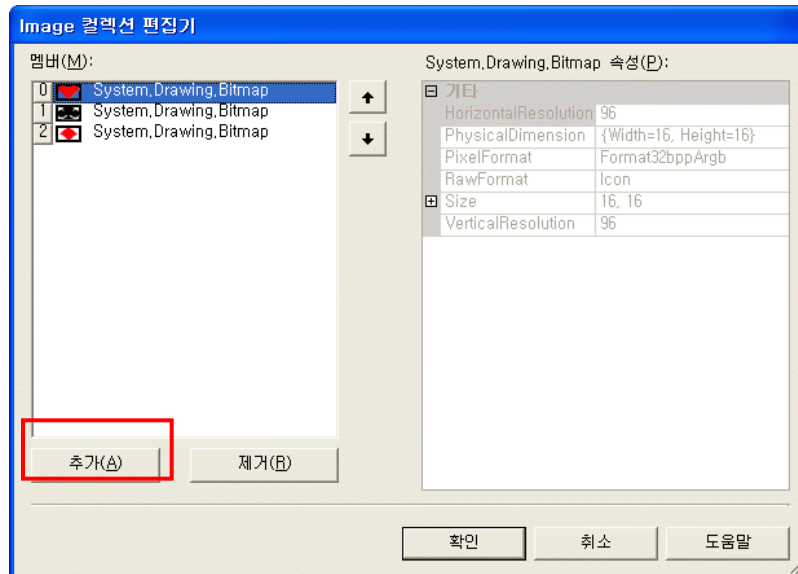 Image 컬렉션 편집기
멤버(M):
0 System.Drawing.Bitmap
1 System.Drawing.Bitmap
2 System.Drawing.Bitmap
추가(A)
제거(R)
System.Drawing.Bitmap 속성(P):
기타
HorizontalResolution 96
PhysicalDimension {Width=16, Height=16}
PixelFormat Format32bppArgb
RawFormat Icon
Size 16, 16
VerticalResolution 96
확인
취소
도움말